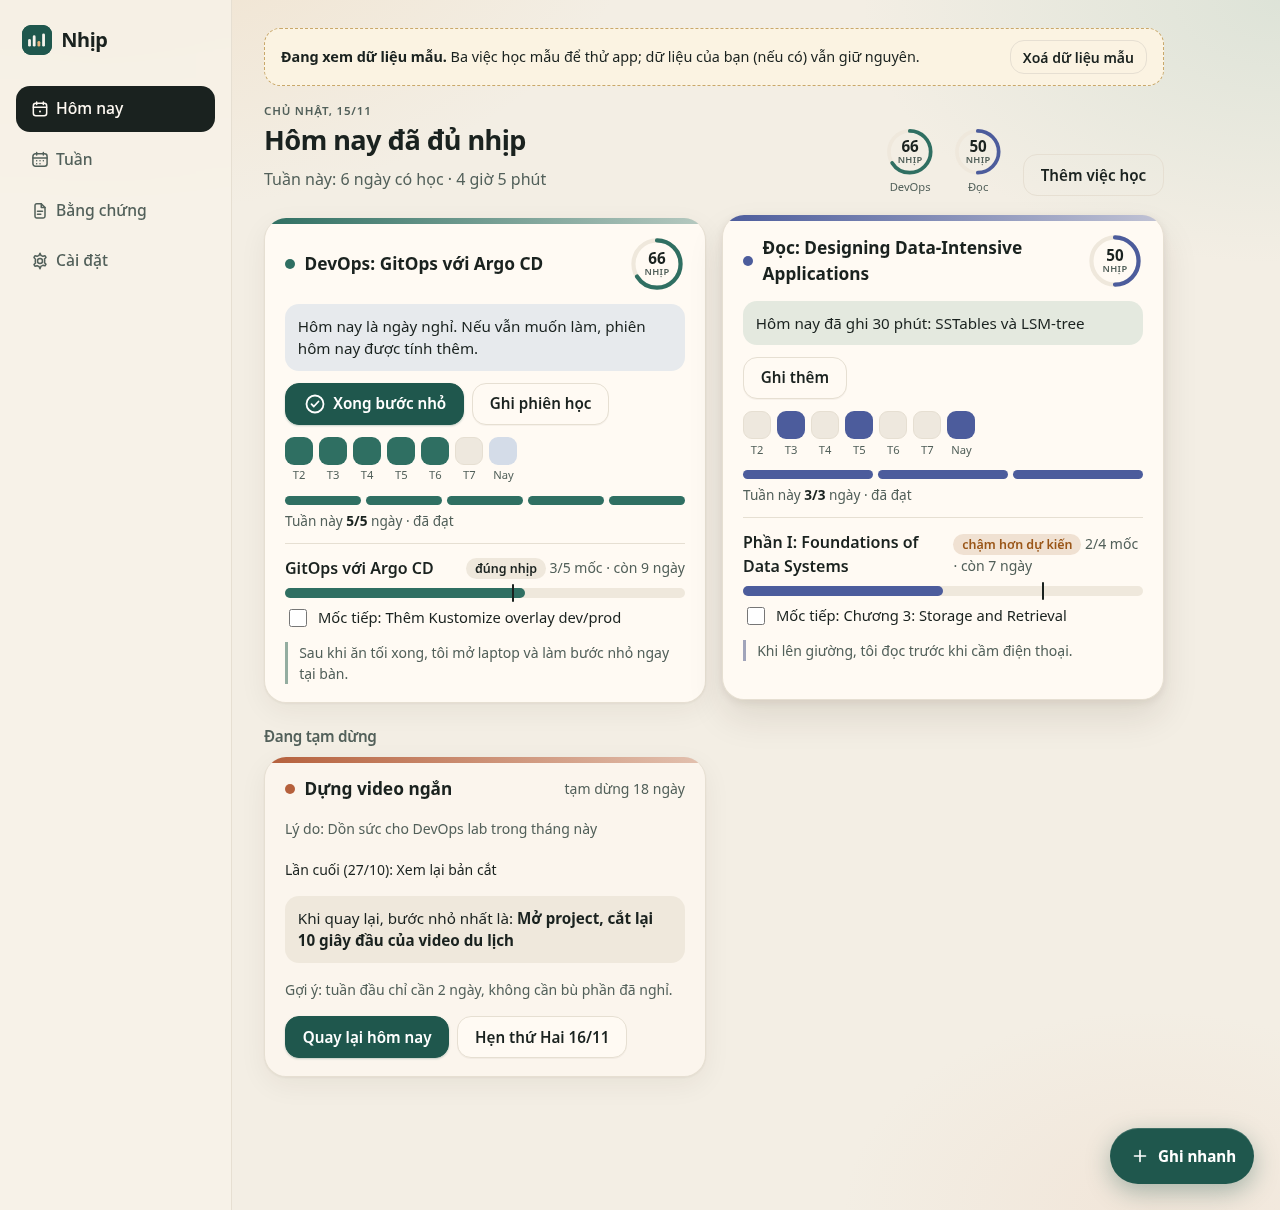 Nhịp
Hôm nay
Tuần
Bằng chứng
Cài đặt
Đang xem dữ liệu mẫu. Ba việc học mẫu để thử app; dữ liệu của bạn (nếu có) vẫn giữ nguyên.
Xoá dữ liệu mẫu
CHỦ NHẬT, 15/11
Hôm nay đã đủ nhịp
Tuần này: 6 ngày có học · 4 giờ 5 phút
66
NHỊP
DevOps
50
NHỊP
Đọc
Thêm việc học
DevOps: GitOps với Argo CD
66
NHỊP
Hôm nay là ngày nghỉ. Nếu vẫn muốn làm, phiên
hôm nay được tính thêm.
Xong bước nhỏ
Ghi phiên học
T2 T3 T4 T5 T6 T7 Nay
Tuần này 5/5 ngày · đã đạt
GitOps với Argo CD
đúng nhịp 3/5 mốc · còn 9 ngày
Mốc tiếp: Thêm Kustomize overlay dev/prod
Sau khi ăn tối xong, tôi mở laptop và làm bước nhỏ ngay
tại bàn.
Đọc: Designing Data-Intensive
Applications
50
NHỊP
Hôm nay đã ghi 30 phút: SSTables và LSM-tree
Ghi thêm
T2 T3 T4 T5 T6 T7 Nay
Tuần này 3/3 ngày · đã đạt
Phần I: Foundations of
Data Systems
chậm hơn dự kiến 2/4 mốc
· còn 7 ngày
Mốc tiếp: Chương 3: Storage and Retrieval
Khi lên giường, tôi đọc trước khi cầm điện thoại.
Đang tạm dừng
Dựng video ngắn
tạm dừng 18 ngày
Lý do: Dồn sức cho DevOps lab trong tháng này
Lần cuối (27/10): Xem lại bản cắt
Khi quay lại, bước nhỏ nhất là: Mở project, cắt lại
10 giây đầu của video du lịch
Gợi ý: tuần đầu chỉ cần 2 ngày, không cần bù phần đã nghỉ.
Quay lại hôm nay
Hẹn thứ Hai 16/11
Ghi nhanh